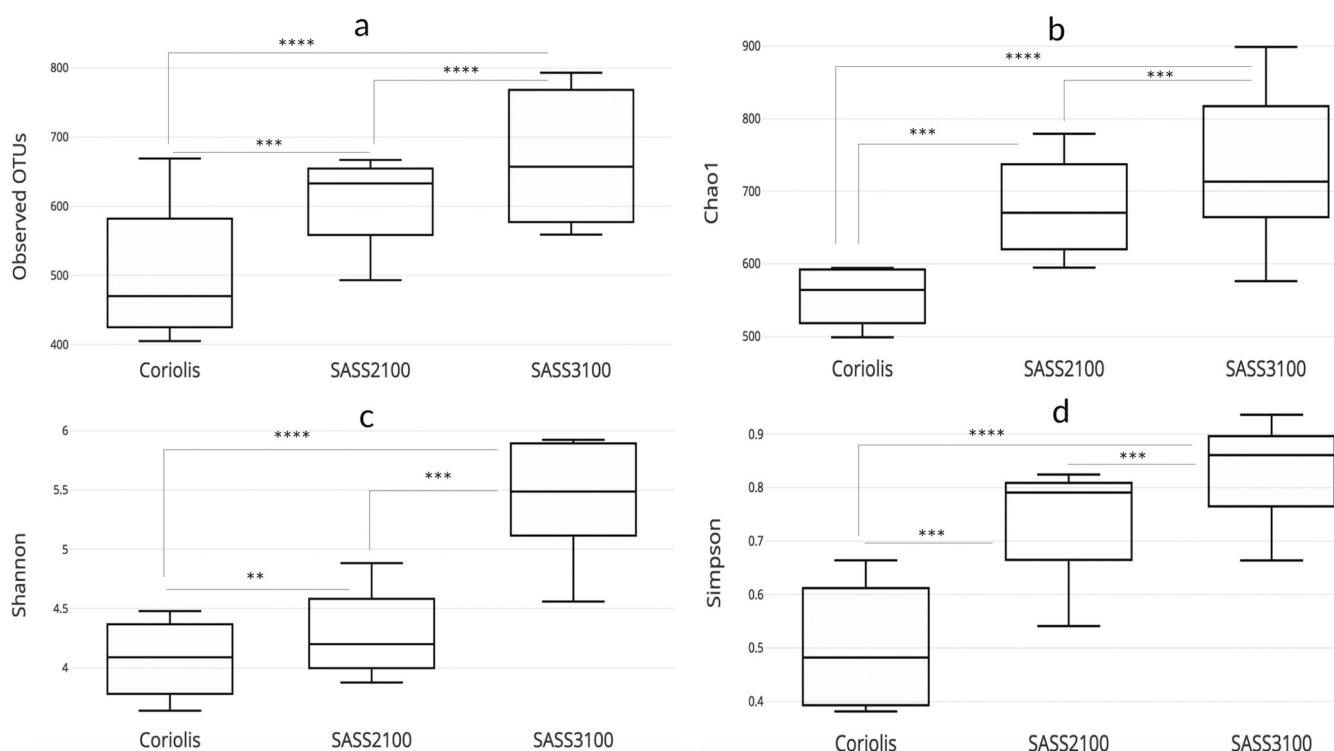 a
****
****
***
800
700
600
500
400
Observed OTUs
Coriolis
SASS2100
SASS3100
b
****
***
***
900
800
700
600
500
Chao1
Coriolis
SASS2100
SASS3100
c
****
***
**
6
5.5
5
4.5
4
Shannon
Coriolis
SASS2100
SASS3100
d
****
***
***
0.9
0.8
0.7
0.6
0.5
0.4
Simpson
Coriolis
SASS2100
SASS3100